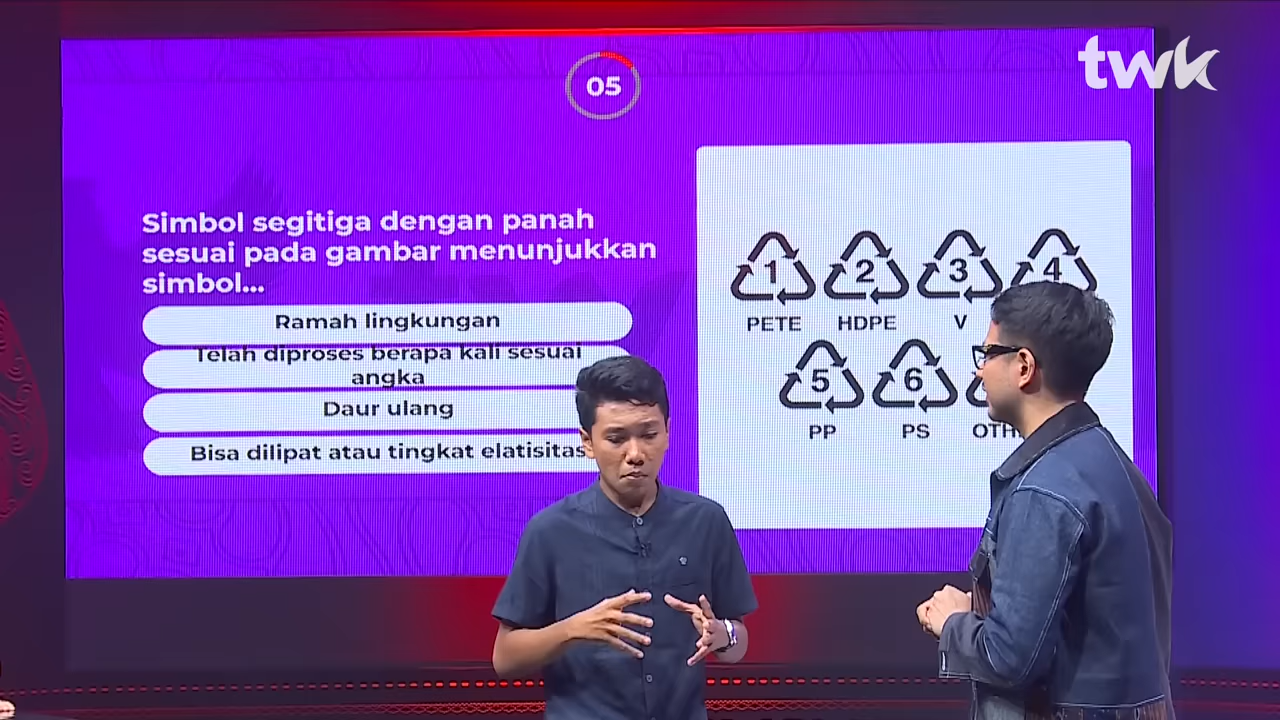 twk
05
Simbol segitiga dengan panah
sesuai pada gambar menunjukkan
simbol...
Ramah lingkungan
Telah diproses berapa kali sesuai
angka
Daur ulang
Bisa dilipat atau tingkat elatisitas
1 2 3 4
PETE HDPE V
5 6
PP PS